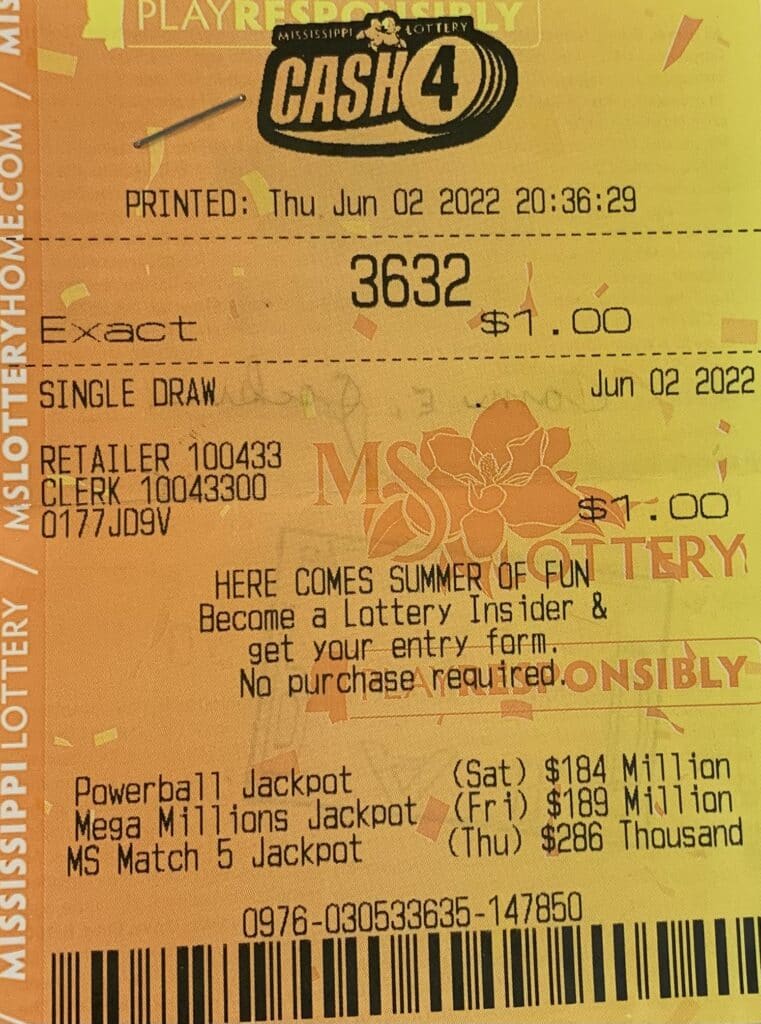 PLAYRESPONSIBLY
MISSISSIPPI LOTTERY
CASH 4
PRINTED: Thu Jun 02 2022 20:36:29
3632
Exact $1.00
SINGLE DRAW Jun 02 2022
RETAILER 100433
CLERK 10043300
0177JD9V
$1.00
MS LOTTERY
HERE COMES SUMMER OF FUN
Become a Lottery Insider &
get your entry form.
No purchase required.
PLAYRESPONSIBLY
Powerball Jackpot (Sat) $184 Million
Mega Millions Jackpot (Fri) $189 Million
MS Match 5 Jackpot (Thu) $286 Thousand
0976-030533635-147850
/ MISSISSIPPI LOTTERY / MSLOTTERYHOME.COM / MIS